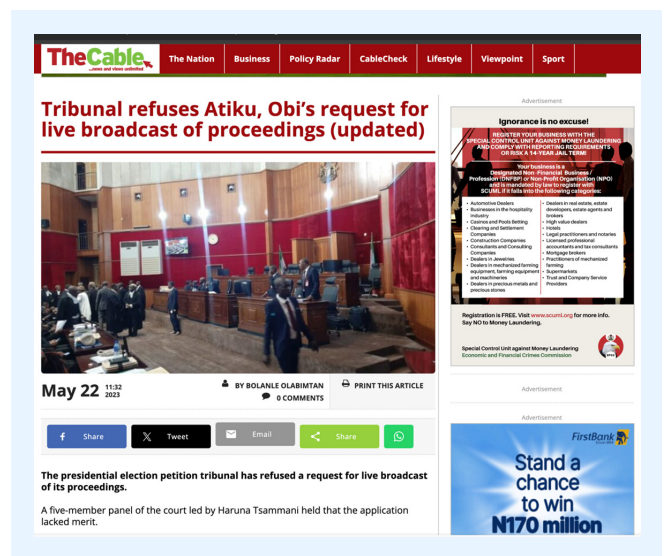 TheCable
...news and views unlimited
The Nation Business Policy Radar CableCheck Lifestyle Viewpoint Sport
Tribunal refuses Atiku, Obi's request for
live broadcast of proceedings (updated)
May 22 11:32
2023
BY BOLANLE OLABIMTAN
0 COMMENTS
PRINT THIS ARTICLE
f Share
X Tweet
Email
Share
The presidential election petition tribunal has refused a request for live broadcast
of its proceedings.
A five-member panel of the court led by Haruna Tsammani held that the application
lacked merit.
Advertisement
Ignorance is no excuse!
REGISTER YOUR BUSINESS WITH THE
SPECIAL CONTROL UNIT AGAINST MONEY LAUNDERING
AND COMPLY WITH REPORTING REQUIREMENTS
OR RISK A 14-YEAR JAIL TERM!
Your business is a
Designated Non-Financial Business /
Profession (DNFBP) or Non-Profit Organisation (NPO)
and is mandated by law to register with
SCUML if it falls into the following categories:
• Automotive Dealers
• Businesses in the hospitality
industry
• Casinos and Pools Betting
• Clearing and Settlement
Companies
• Construction Companies
• Consultants and Consulting
Companies
• Dealers in Jewelries
• Dealers in mechanized farming
equipment, farming equipment
and machineries
• Dealers in precious metals and
precious stones
• Dealers in real estate, estate
developers, estate agents and
brokers
• High value dealers
• Hotels
• Legal practitioners and notaries
• Licensed professional
accountants and tax consultants
• Mortgage brokers
• Practitioners of mechanized
farming
• Supermarkets
• Trust and Company Service
Providers
Registration is FREE. Visit www.scuml.org for more info.
Say NO to Money Laundering.
Special Control Unit against Money Laundering
Economic and Financial Crimes Commission
Advertisement
Advertisement
FirstBank
Stand a
chance
to win
N170 million